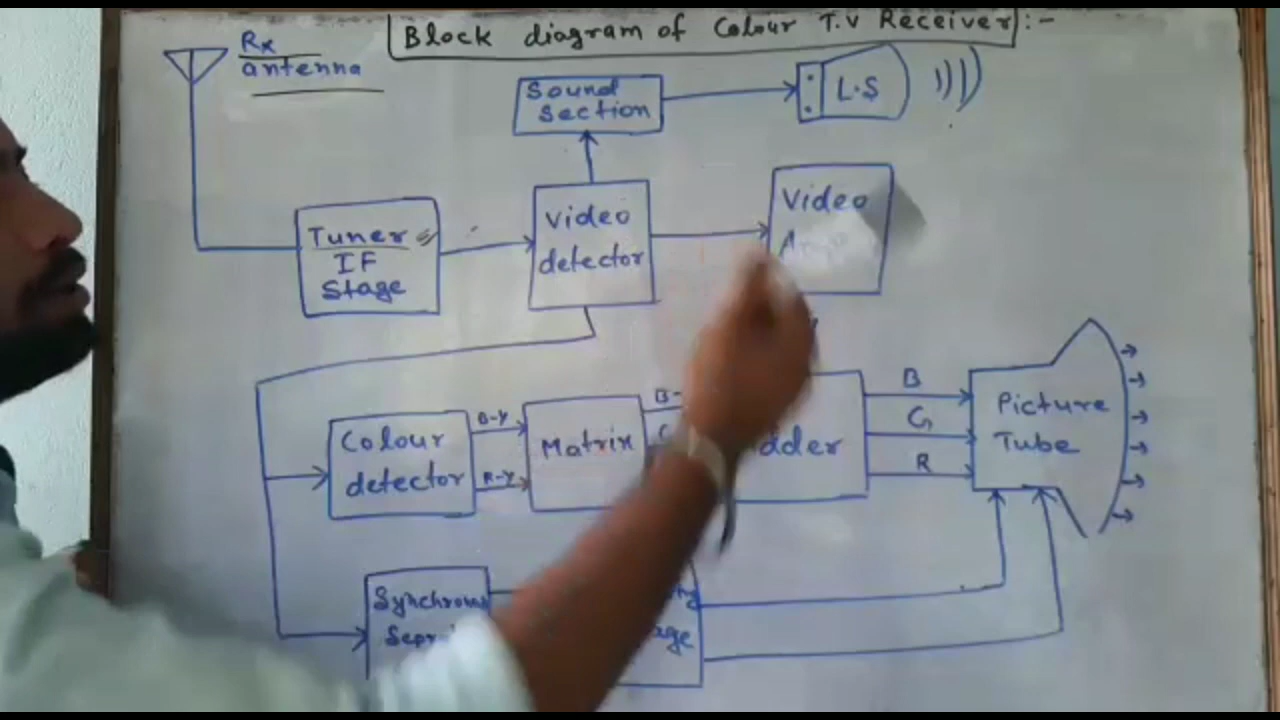 Block diagram of Colour T.V Receiver:-
Rx
antenna
Sound
Section
L.S
Tuner
IF
Stage
Video
detector
Video
Colour
detector
B-Y
R-Y
Matrix
B-
B
G
R
Picture
Tube